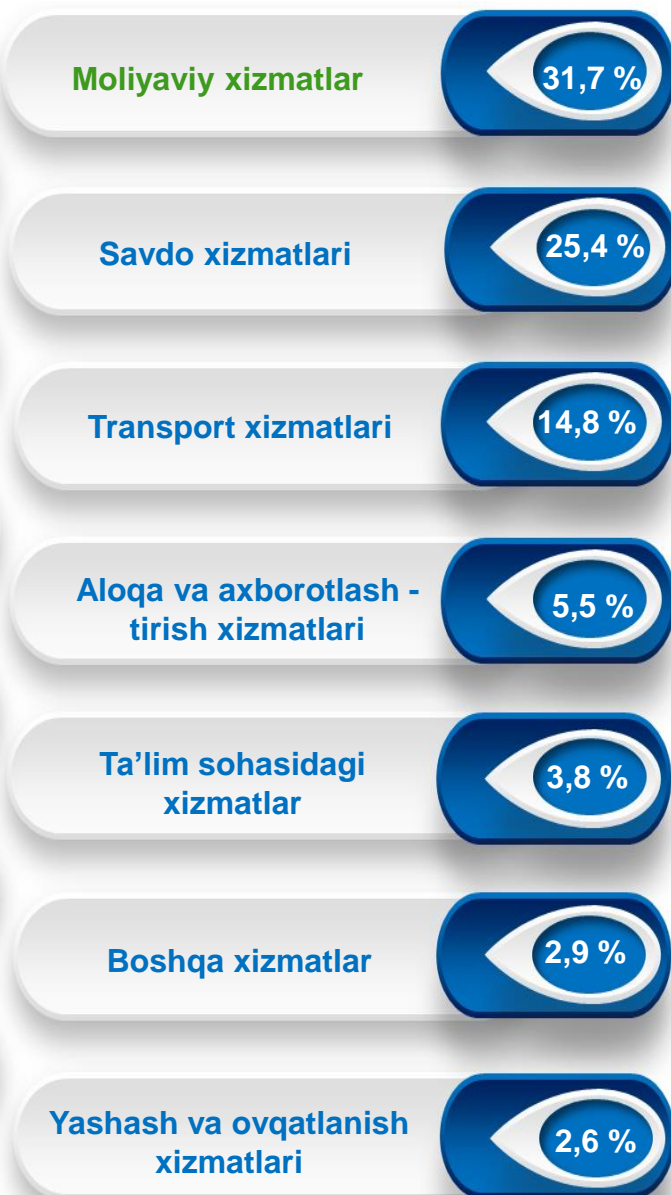 Moliyaviy xizmatlar
31,7 %
Savdo xizmatlari
25,4 %
Transport xizmatlari
14,8 %
Aloqa va axborotlash -
tirish xizmatlari
5,5 %
Ta’lim sohasidagi
xizmatlar
3,8 %
Boshqa xizmatlar
2,9 %
Yashash va ovqatlanish
xizmatlari
2,6 %